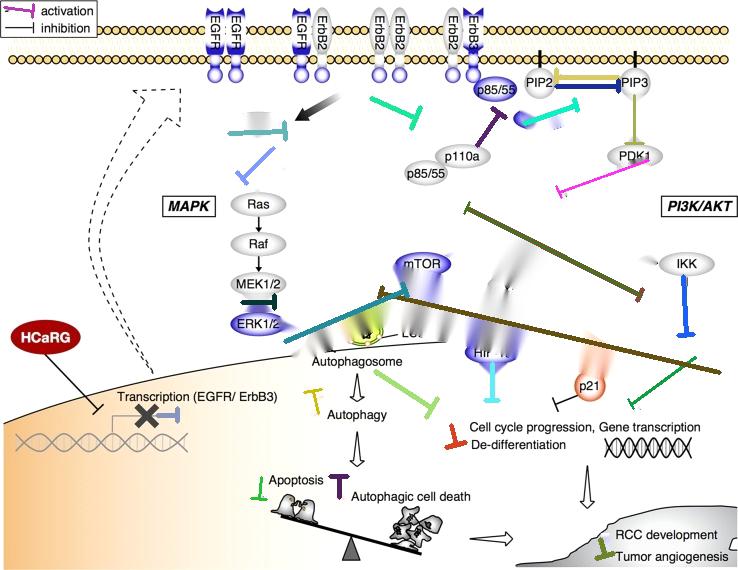 activation
inhibition
EGFR
EGFR
EGFR
ErbB2
ErbB2
ErbB2
ErbB2
ErbB3
p85/55
PIP2
PIP3
p110a
p85/55
PDK1
MAPK
PI3K/AKT
Ras
Raf
MEK1/2
ERK1/2
mTOR
IKK
HCaRG
Autophagosome
p21
Transcription (EGFR/ ErbB3)
Autophagy
Cell cycle progression, Gene transcription
De-differentiation
Apoptosis
Autophagic cell death
RCC development
Tumor angiogenesis